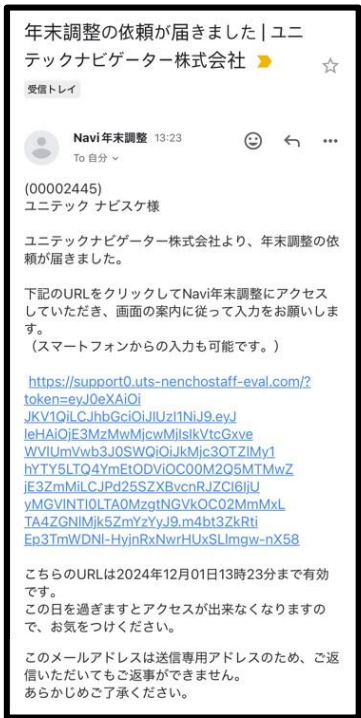 年末調整の依頼が届きました | ユニ
テックナビゲーター株式会社
受信トレイ
Navi 年末調整 13:23
To 自分
(00002445)
ユニテック ナビスケ様
ユニテックナビゲーター株式会社より、年末調整の依
頼が届きました。
下記のURLをクリックしてNavi年末調整にアクセス
していただき、画面の案内に従って入力をお願いしま
す。
（スマートフォンからの入力も可能です。）
https://support0.uts-nenchostaff-eval.com/?
token=eyJ0eXAiOi
JKV1QiLCJhbGciOiJIUzI1NiJ9.eyJ
leHAiOjE3MzMwMjcwMjIsIkVtcGxve
WVlUmVwb3J0SWQiOiJkMjc3OTZlMy1
hYTY5LTQ4YmEtODViOC00M2Q5MTMwZ
jE3ZmMiLCJPd25SZXBvcnRJZCI6IjU
yMGVlNTI0LTA0MzgtNGVkOC02MmMxL
TA4ZGNlMjk5ZmYzYyJ9.m4bt3ZkRti
Ep3TmWDNl-HyjnRxNwrHUxSLlmgw-nX58
こちらのURLは2024年12月01日13時23分まで有効
です。
この日を過ぎますとアクセスが出来なくなりますの
で、お気をつけください。
このメールアドレスは送信専用アドレスのため、ご返
信いただいてもご返事ができません。
あらかじめご了承ください。